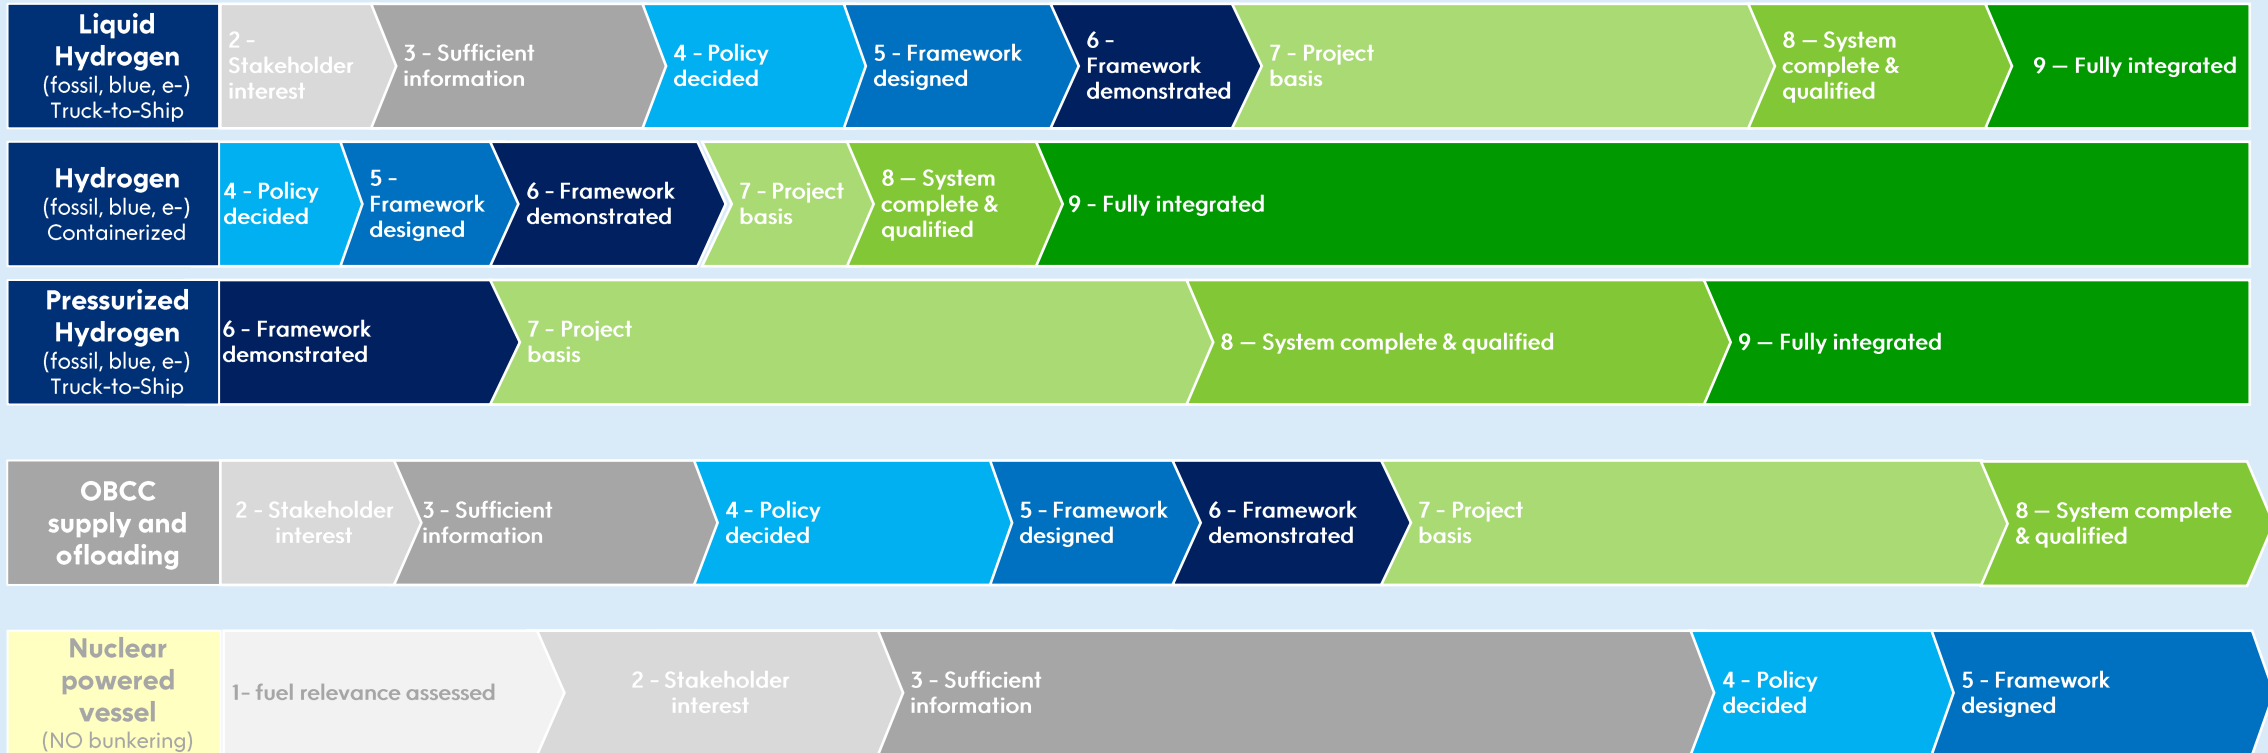 Liquid
Hydrogen
(fossil, blue, e-)
Truck-to-Ship
2 -
Stakeholder
interest
3 - Sufficient
information
4 - Policy
decided
5 - Framework
designed
6 -
Framework
demonstrated
7 - Project
basis
8 – System
complete &
qualified
9 – Fully integrated
Hydrogen
(fossil, blue, e-)
Containerized
4 - Policy
decided
5 -
Framework
designed
6 - Framework
demonstrated
7 - Project
basis
8 – System
complete &
qualified
9 - Fully integrated
Pressurized
Hydrogen
(fossil, blue, e-)
Truck-to-Ship
6 - Framework
demonstrated
7 - Project
basis
8 – System complete & qualified
9 – Fully integrated
OBCC
supply and
ofloading
2 - Stakeholder
interest
3 - Sufficient
information
4 - Policy
decided
5 - Framework
designed
6 - Framework
demonstrated
7 - Project
basis
8 – System complete
& qualified
Nuclear
powered
vessel
(NO bunkering)
1- fuel relevance assessed
2 - Stakeholder
interest
3 - Sufficient
information
4 - Policy
decided
5 - Framework
designed